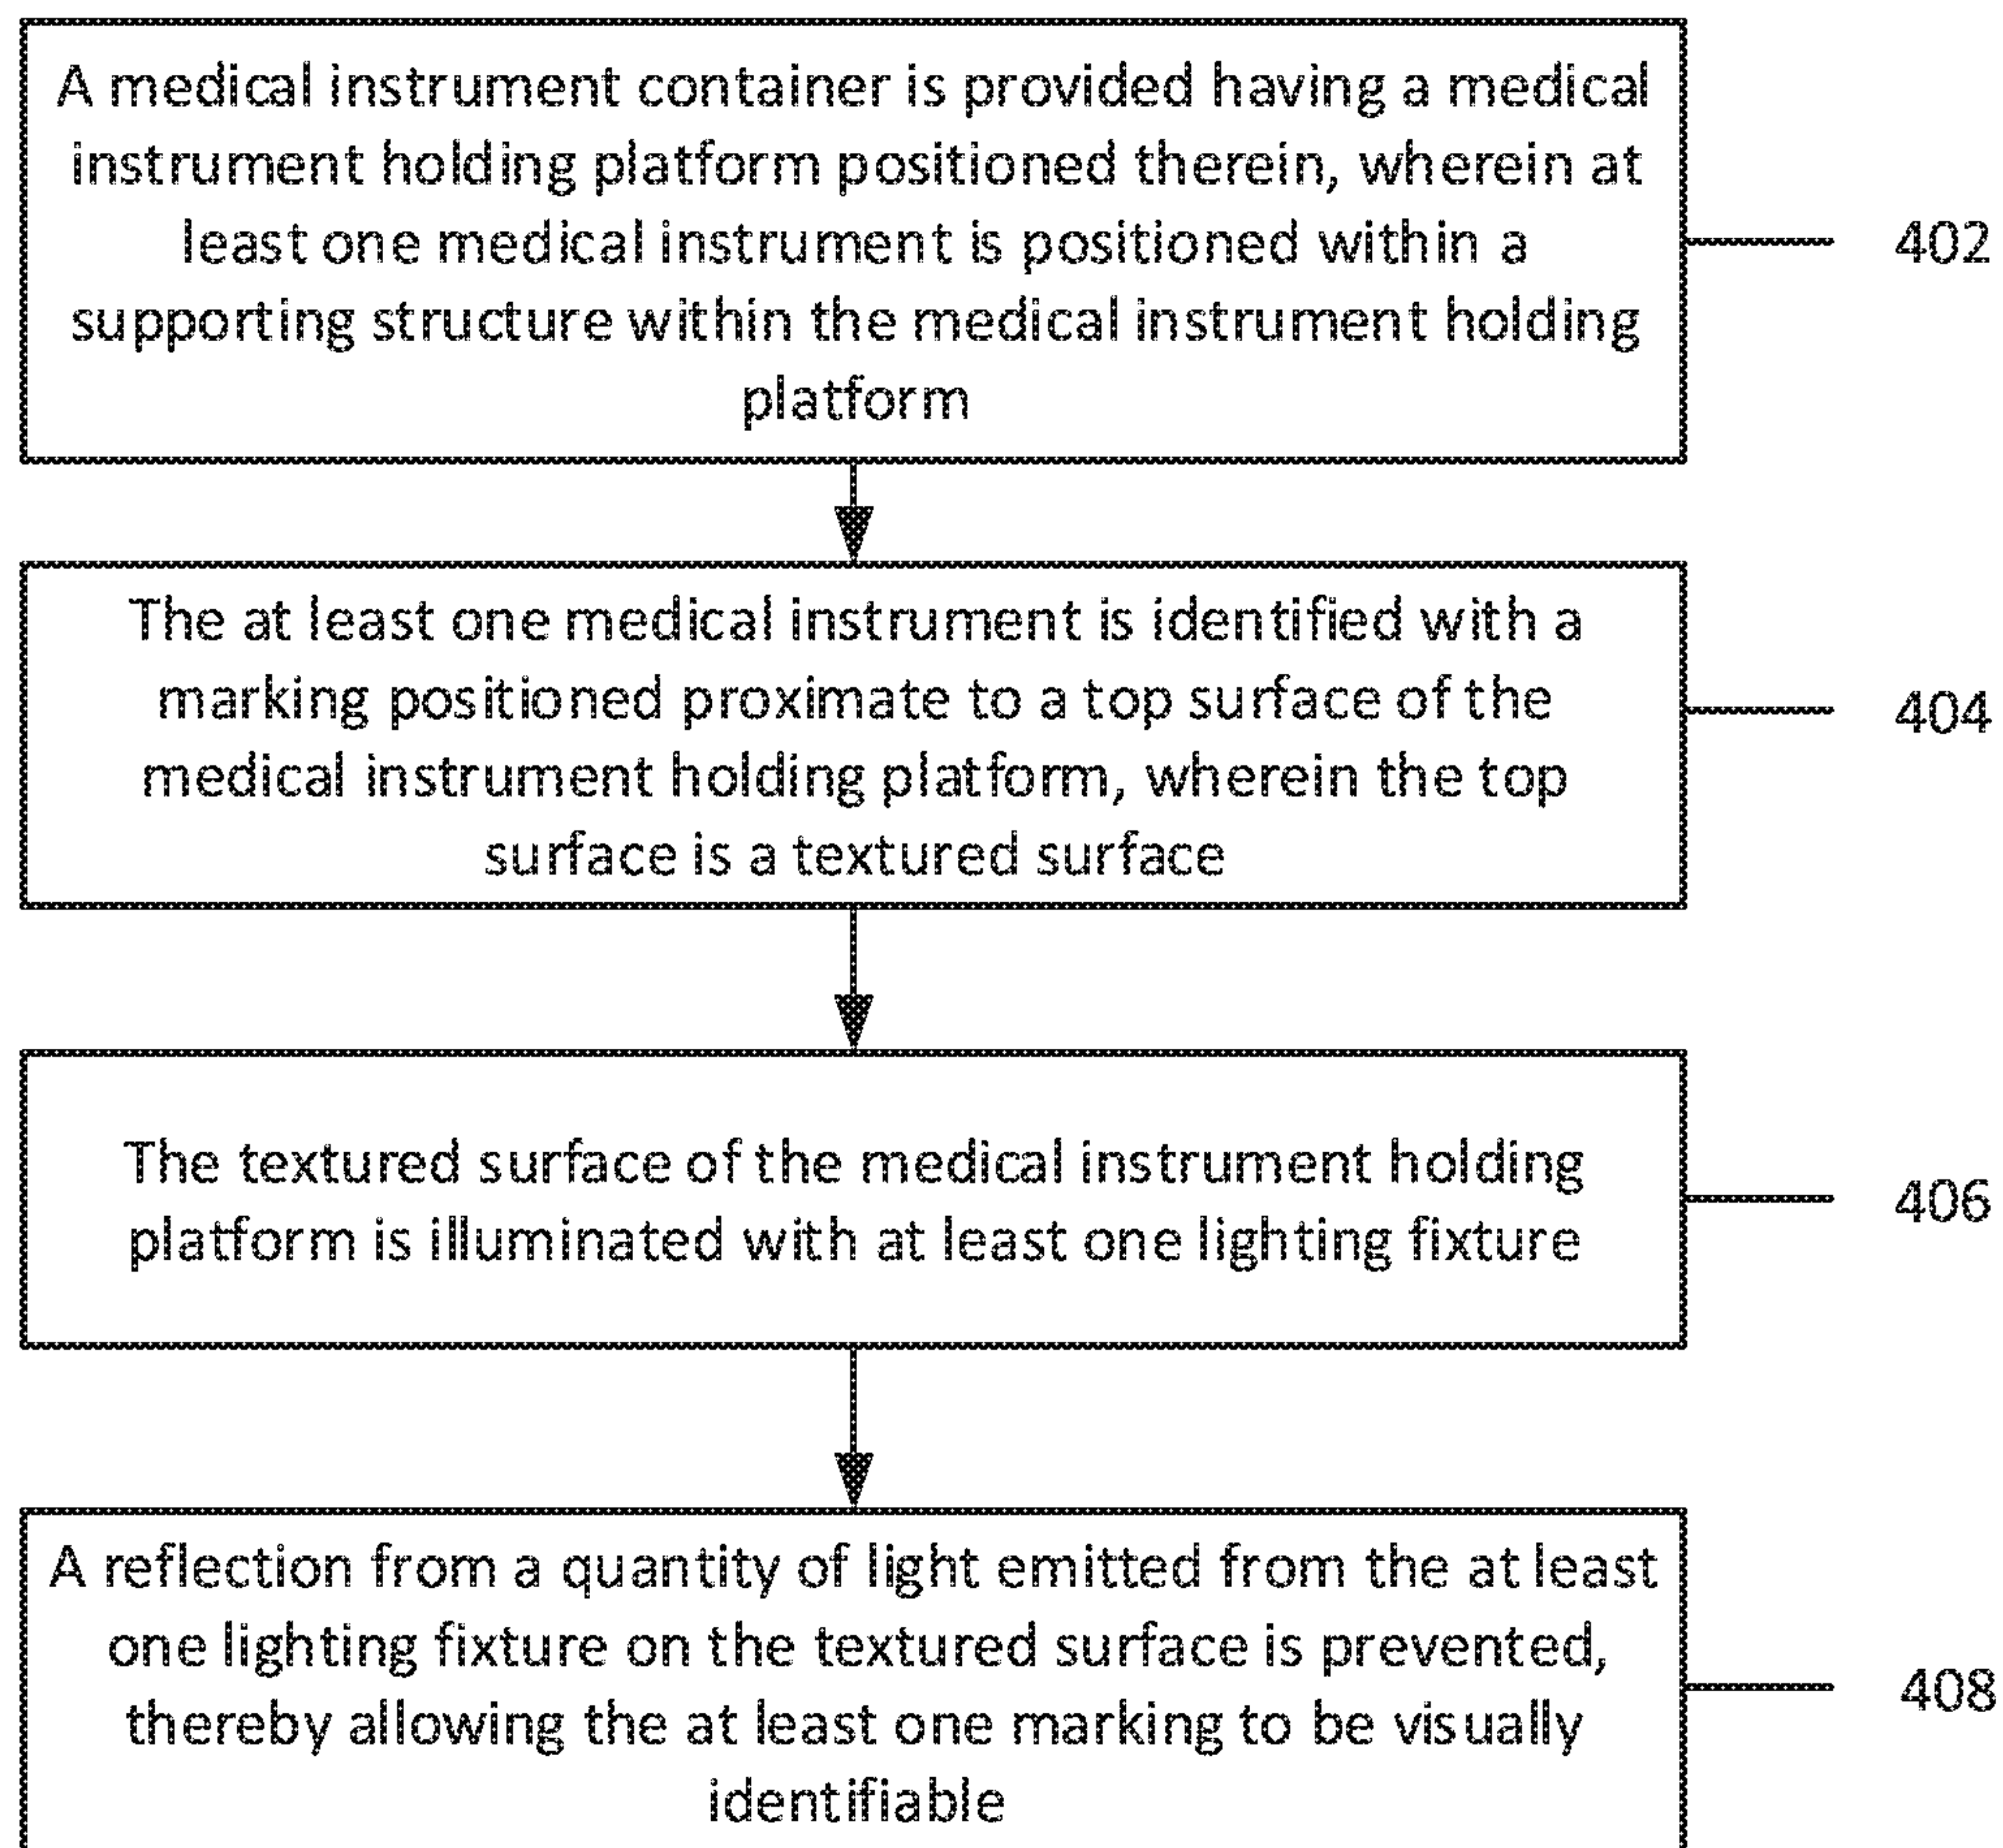 A medical instrument container is provided having a medical
instrument holding platform positioned therein, wherein at
least one medical instrument is positioned within a
supporting structure within the medical instrument holding
platform
402
The at least one medical instrument is identified with a
marking positioned proximate to a top surface of the
medical instrument holding platform, wherein the top
surface is a textured surface
404
The textured surface of the medical instrument holding
platform is illuminated with at least one lighting fixture
406
A reflection from a quantity of light emitted from the at least
one lighting fixture on the textured surface is prevented,
thereby allowing the at least one marking to be visually
identifiable
408